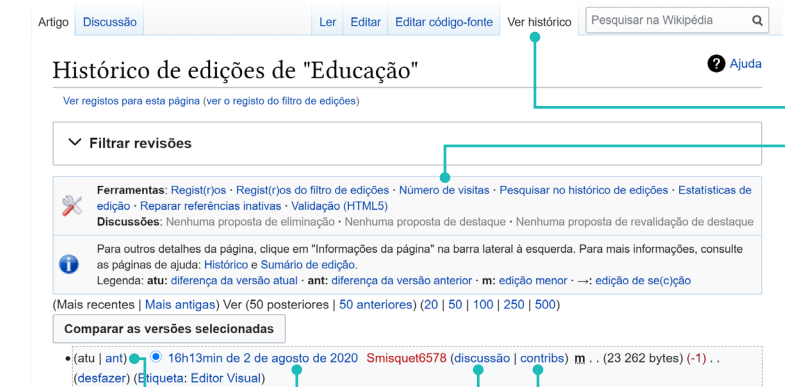 Artigo Discussão Ler Editar Editar código-fonte Ver histórico Pesquisar na Wikipédia
Histórico de edições de "Educação"
? Ajuda
Ver registos para esta página (ver o registo do filtro de edições)
Filtrar revisões
Ferramentas: Regist(r)os · Regist(r)os do filtro de edições · Número de visitas · Pesquisar no histórico de edições · Estatísticas de
edição · Reparar referências inativas · Validação (HTML5)
Discussões: Nenhuma proposta de eliminação · Nenhuma proposta de destaque · Nenhuma proposta de revalidação de destaque
Para outros detalhes da página, clique em "Informações da página" na barra lateral à esquerda. Para mais informações, consulte
as páginas de ajuda: Histórico e Sumário de edição.
Legenda: atu: diferença da versão atual · ant: diferença da versão anterior · m: edição menor · →: edição de se(c)ção
(Mais recentes | Mais antigas) Ver (50 posteriores | 50 anteriores) (20 | 50 | 100 | 250 | 500)
Comparar as versões selecionadas
• (atu | ant) 16h13min de 2 de agosto de 2020 Smisquet6578 (discussão | contribs) m . . (23 262 bytes) (-1) . .
(desfazer) (Etiqueta: Editor Visual)